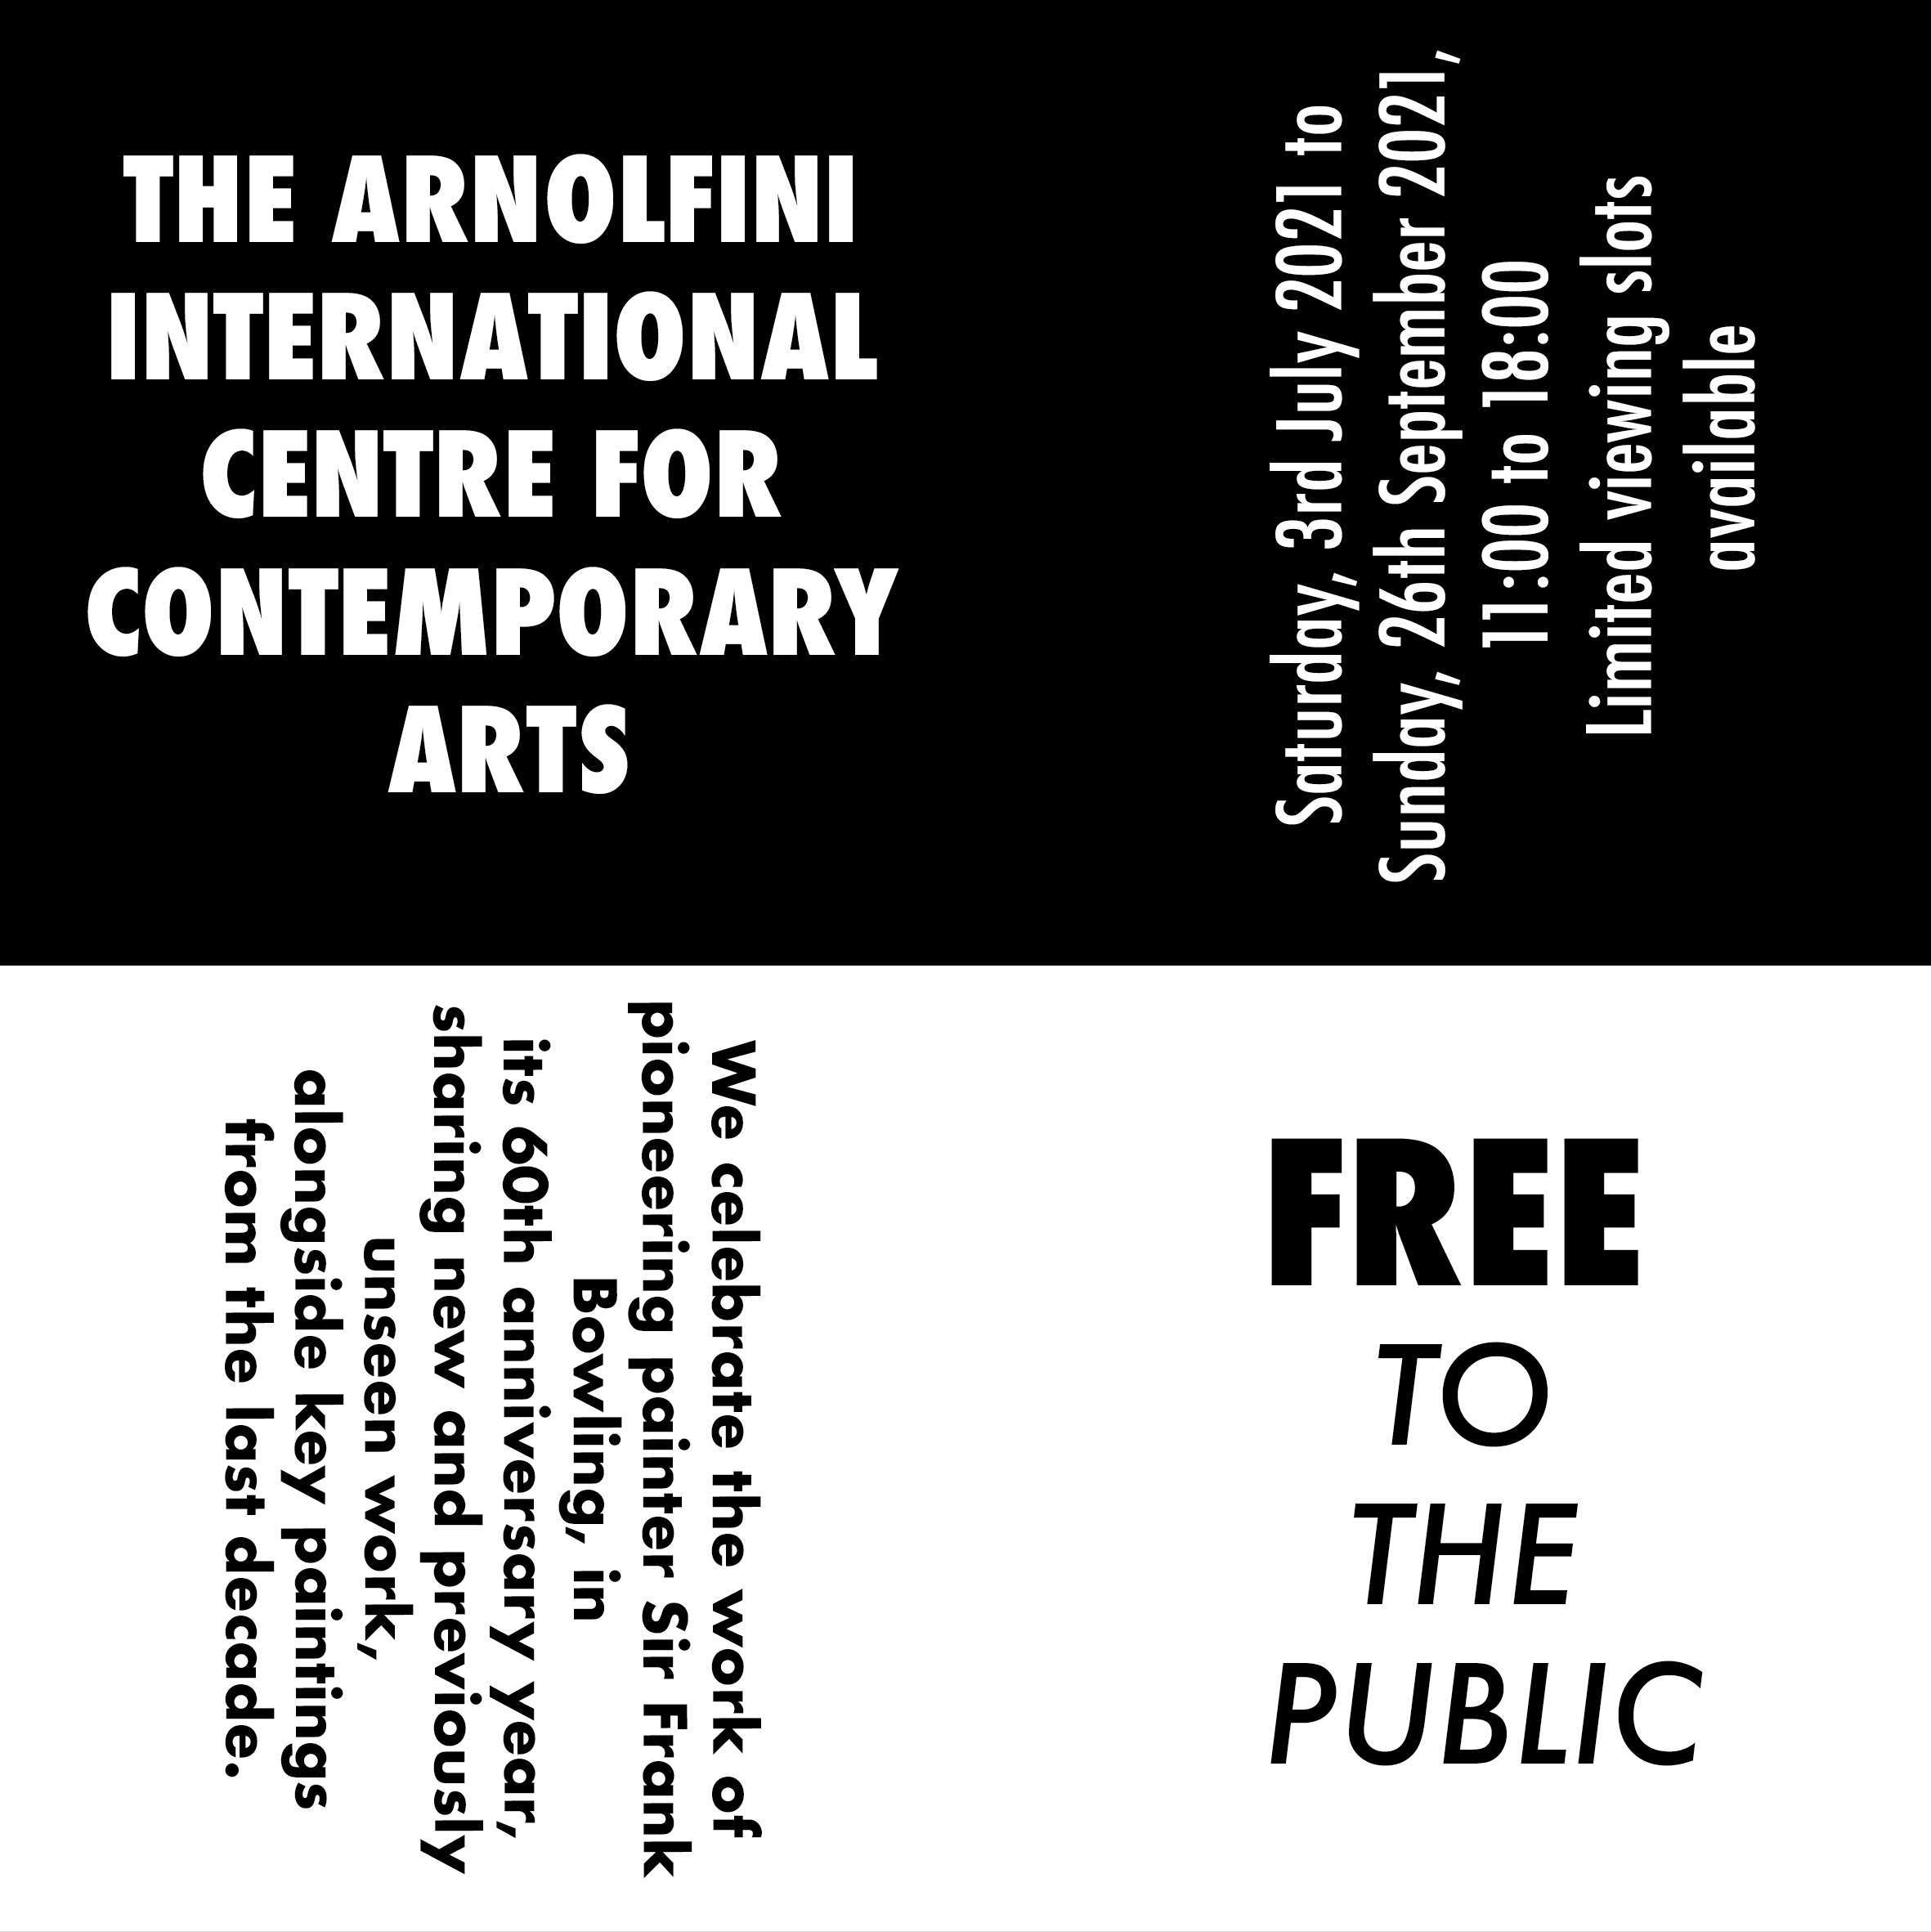 THE ARNOLFINI
INTERNATIONAL
CENTRE FOR
CONTEMPORARY
ARTS
Saturday, 3rd July 2021 to
Sunday, 26th September 2021,
11:00 to 18:00
Limited viewing slots
available
We celebrate the work of
pioneering painter Sir Frank
Bowling, in
its 60th anniversary year,
sharing new and previously
unseen work,
alongside key paintings
from the last decade.
FREE
TO
THE
PUBLIC